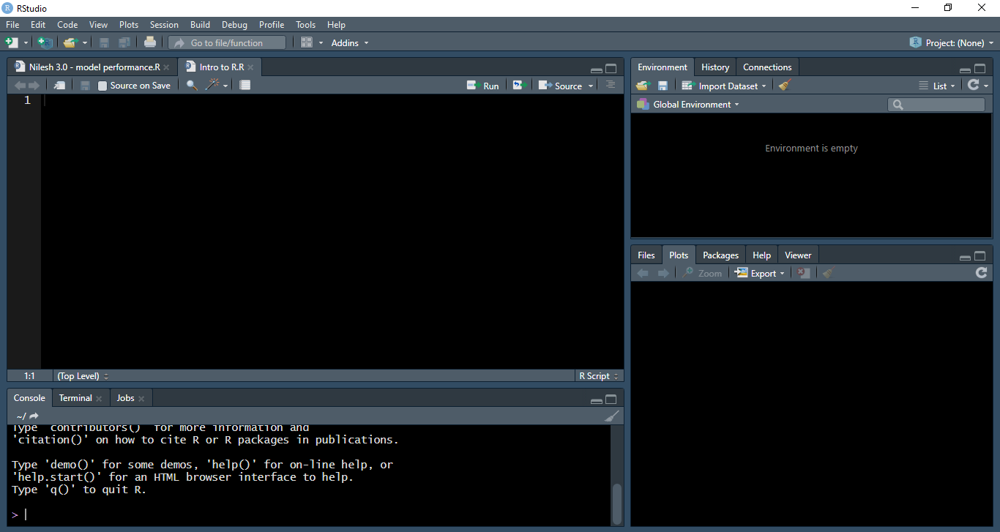 RStudio
File Edit Code View Plots Session Build Debug Profile Tools Help
Go to file/function Addins Project: (None)
Nilesh 3.0 - model performance.R Intro to R.R
Source on Save Run Source
1
1:1 (Top Level) R Script
Console Terminal Jobs
~/
Type 'contributors()' for more information and
'citation()' on how to cite R or R packages in publications.
Type 'demo()' for some demos, 'help()' for on-line help, or
'help.start()' for an HTML browser interface to help.
Type 'q()' to quit R.
>
Environment History Connections
Import Dataset List
Global Environment
Environment is empty
Files Plots Packages Help Viewer
Zoom Export